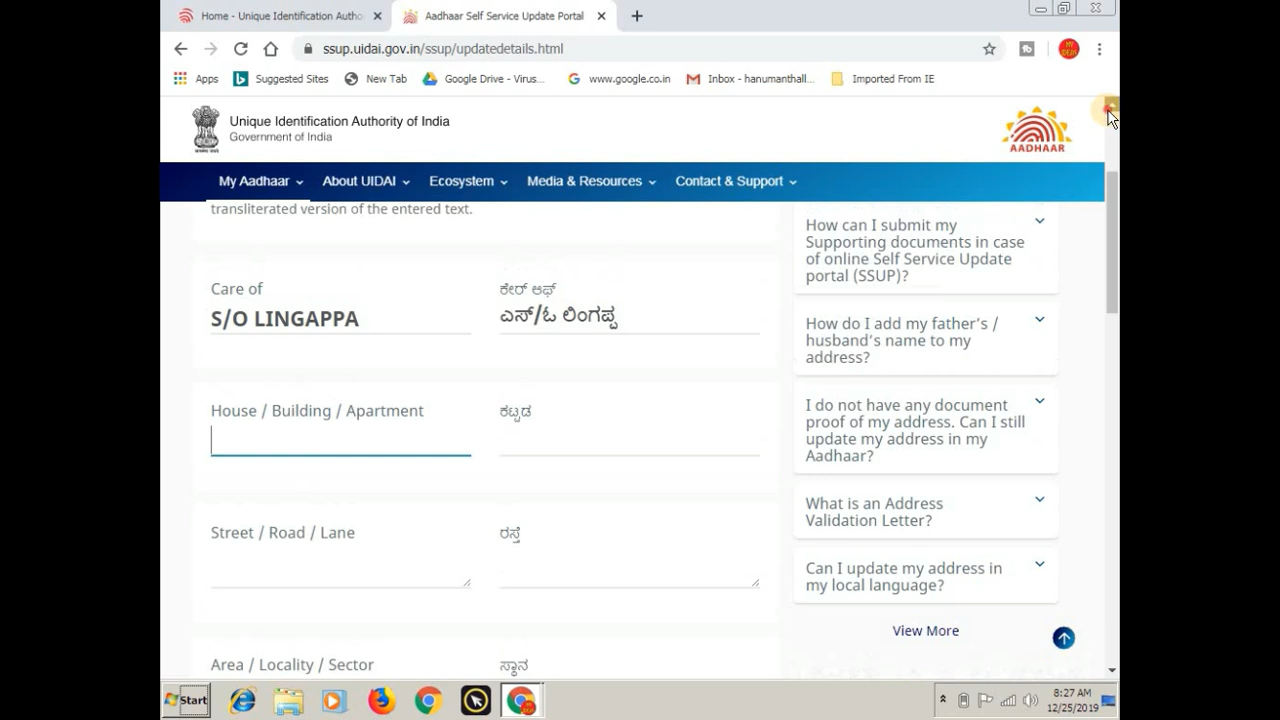 Home - Unique Identification Autho
Aadhaar Self Service Update Portal
ssup.uidai.gov.in/ssup/updatedetails.html
Apps
Suggested Sites
New Tab
Google Drive - Virus...
www.google.co.in
Inbox - hanumanthall...
Imported From IE
Unique Identification Authority of India
Government of India
AADHAAR
My Aadhaar
About UIDAI
Ecosystem
Media & Resources
Contact & Support
transliterated version of the entered text.
Care of
ಕೇರ್ ಆಫ್
S/O LINGAPPA
ಎಸ್/ಓ ಲಿಂಗಪ್ಪ
House / Building / Apartment
ಕಟ್ಟಡ
Street / Road / Lane
ರಸ್ತೆ
Area / Locality / Sector
ಸ್ಥಾನ
How can I submit my
Supporting documents in case
of online Self Service Update
portal (SSUP)?
How do I add my father's /
husband's name to my
address?
I do not have any document
proof of my address. Can I still
update my address in my
Aadhaar?
What is an Address
Validation Letter?
Can I update my address in
my local language?
View More
Start
8:27 AM
12/25/2019